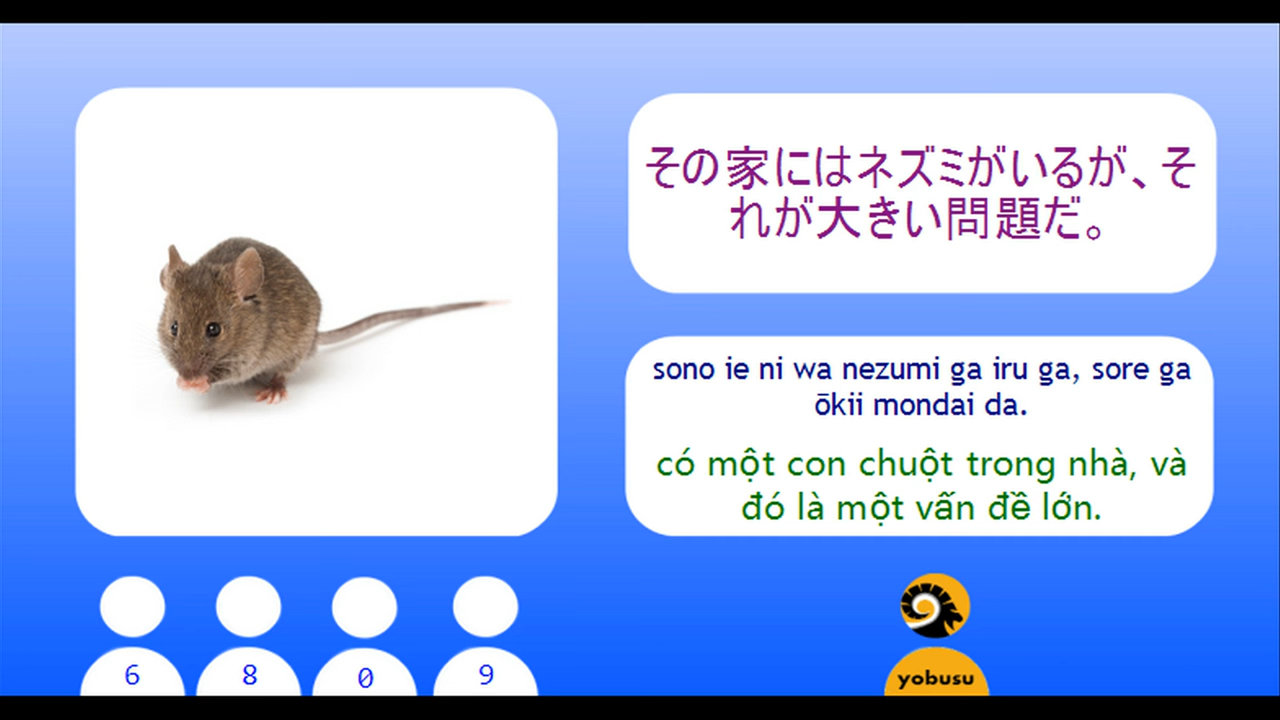 その家にはネズミがいるが、そ
れが大きい問題だ。
sono ie ni wa nezumi ga iru ga, sore ga
ōkii mondai da.
có một con chuột trong nhà, và
đó là một vấn đề lớn.
6 8 0 9
yobusu